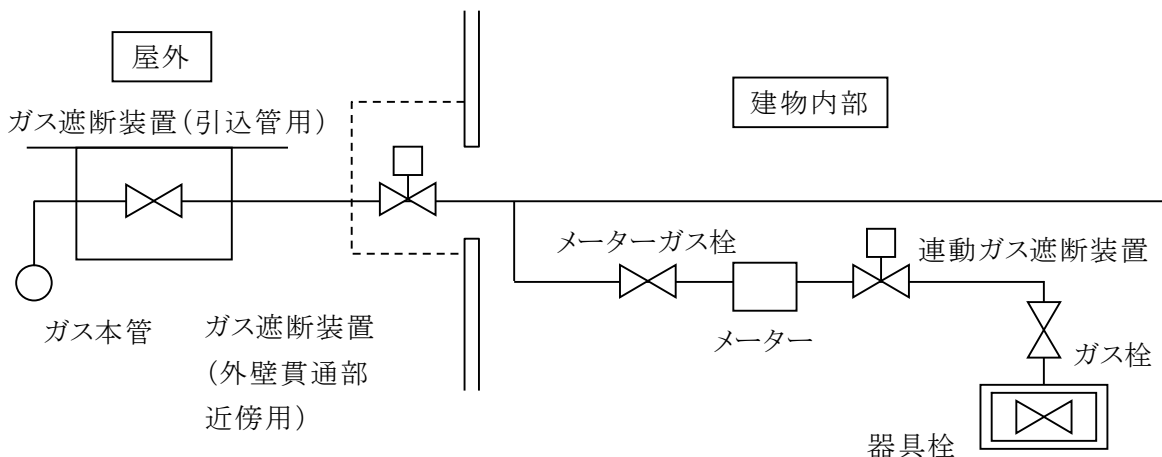 屋外
建物内部
ガス遮断装置(引込管用)
メーターガス栓
連動ガス遮断装置
ガス本管
ガス遮断装置
(外壁貫通部
近傍用)
メーター
ガス栓
器具栓